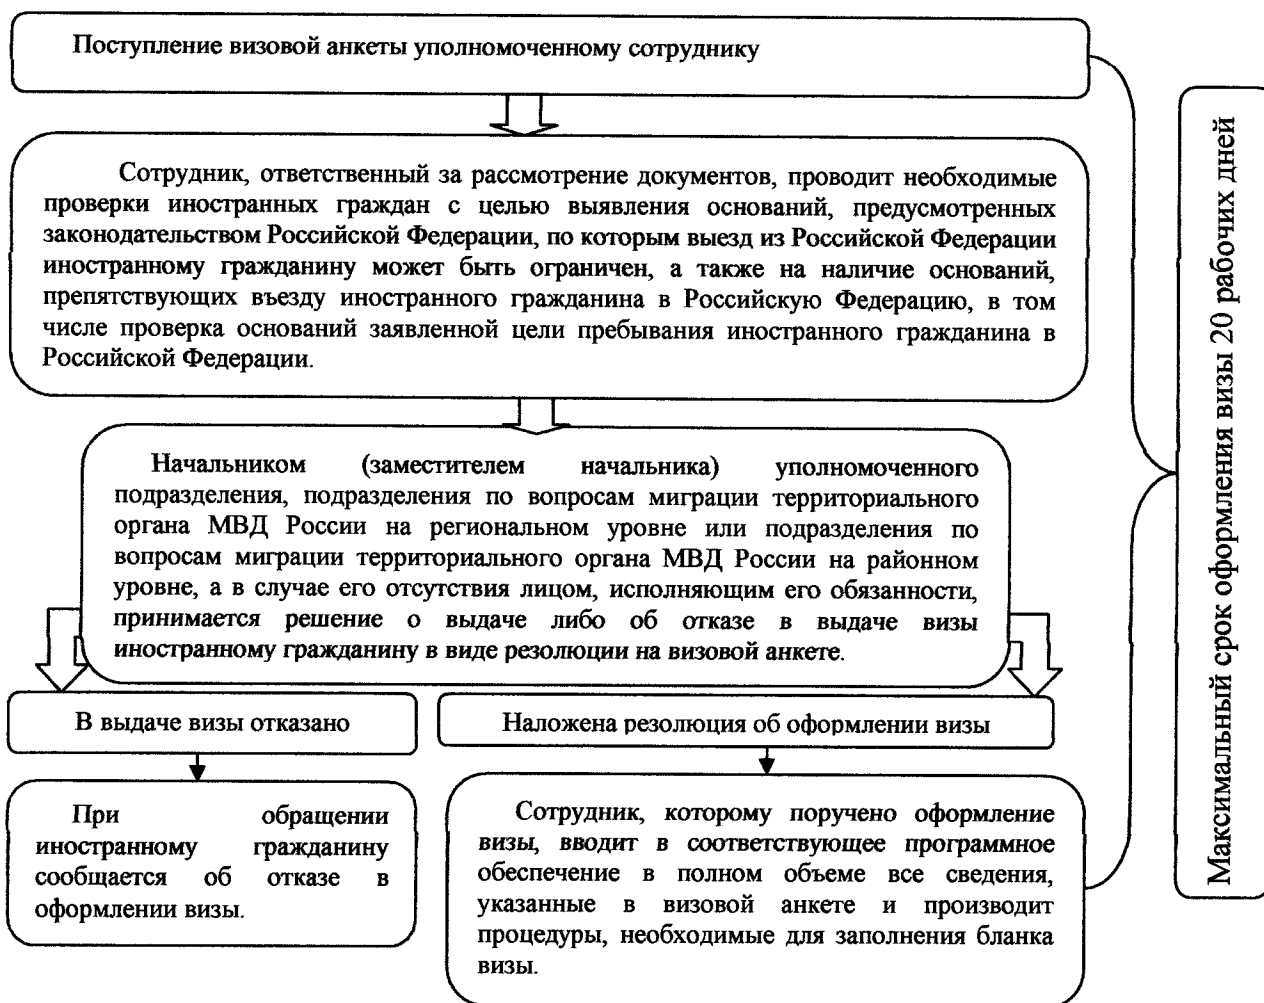 Поступление визовой анкеты уполномоченному сотруднику
Сотрудник, ответственный за рассмотрение документов, проводит необходимые
проверки иностранных граждан с целью выявления оснований, предусмотренных
законодательством Российской Федерации, по которым выезд из Российской Федерации
иностранному гражданину может быть ограничен, а также на наличие оснований,
препятствующих въезду иностранного гражданина в Российскую Федерацию, в том
числе проверка оснований заявленной цели пребывания иностранного гражданина в
Российской Федерации.
Начальником (заместителем начальника) уполномоченного
подразделения, подразделения по вопросам миграции территориального
органа МВД России на региональном уровне или подразделения по
вопросам миграции территориального органа МВД России на районном
уровне, а в случае его отсутствия лицом, исполняющим его обязанности,
принимается решение о выдаче либо об отказе в выдаче визы
иностранному гражданину в виде резолюции на визовой анкете.
В выдаче визы отказано
При обращении
иностранному гражданину
сообщается об отказе в
оформлении визы.
Наложена резолюция об оформлении визы
Сотрудник, которому поручено оформление
визы, вводит в соответствующее программное
обеспечение в полном объеме все сведения,
указанные в визовой анкете и производит
процедуры, необходимые для заполнения бланка
визы.
Максимальный срок оформления визы 20 рабочих дней